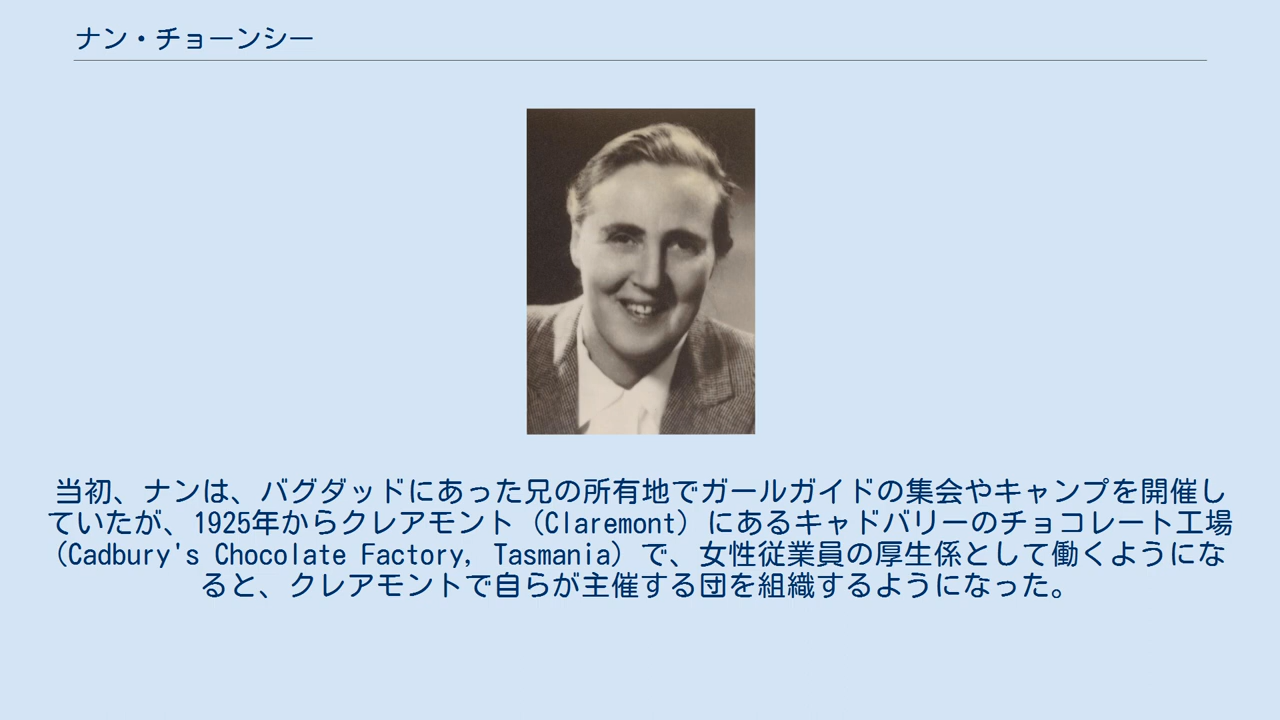 ナン・チョーンシー
当初、ナンは、バグダッドにあった兄の所有地でガールガイドの集会やキャンプを開催し
ていたが、1925年からクレアモント（Claremont）にあるキャドバリーのチョコレート工場
（Cadbury's Chocolate Factory, Tasmania）で、女性従業員の厚生係として働くようにな
ると、クレアモントで自らが主催する団を組織するようになった。